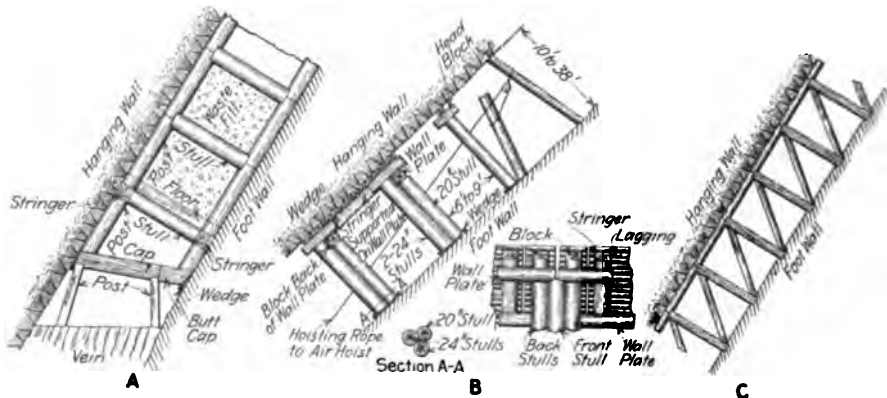 Hanging Wall
Waste Fill
Stull
Post
Floor
Foot Wall
Stringer
Post
Stull
Cap
Stringer
Post
Wedge
Butt
Cap
Vein
A
Head
Block
10' to 38'
Hanging Wall
Wedge
Wall
Plate
20" Stull
6' to 9'
Wedge
Foot Wall
Stringer
Supporting
Wall Plate
2-24"
Stulls
Block Back
of Wall Plate
A
Hoisting Rope
to Air Hoist
20" Stull
24" Stulls
Section A-A
B
Stringer
Block
Lagging
Wall
Plate
Back
Stulls
Front
Stull
Wall
Plate
Hanging Wall
Foot Wall
C